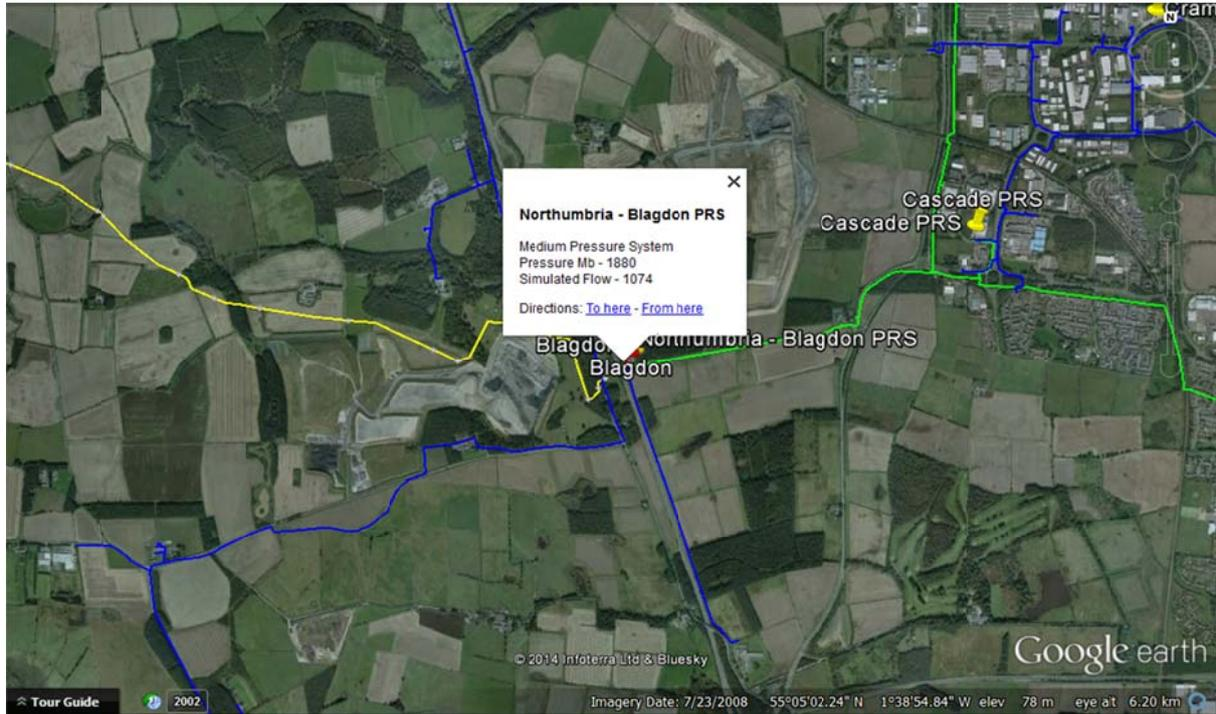 Cram
N
Northumbria - Blagdon PRS
Medium Pressure System
Pressure Mb - 1880
Simulated Flow - 1074
Directions: To here - From here
Cascade PRS
Cascade PRS
Northumbria - Blagdon PRS
Blagdon
Blagdon
© 2014 Infoterra Ltd & Bluesky
Google earth
Tour Guide
2002
Imagery Date: 7/23/2008 55°05'02.24" N 1°38'54.84" W elev 78 m eye alt 6.20 km